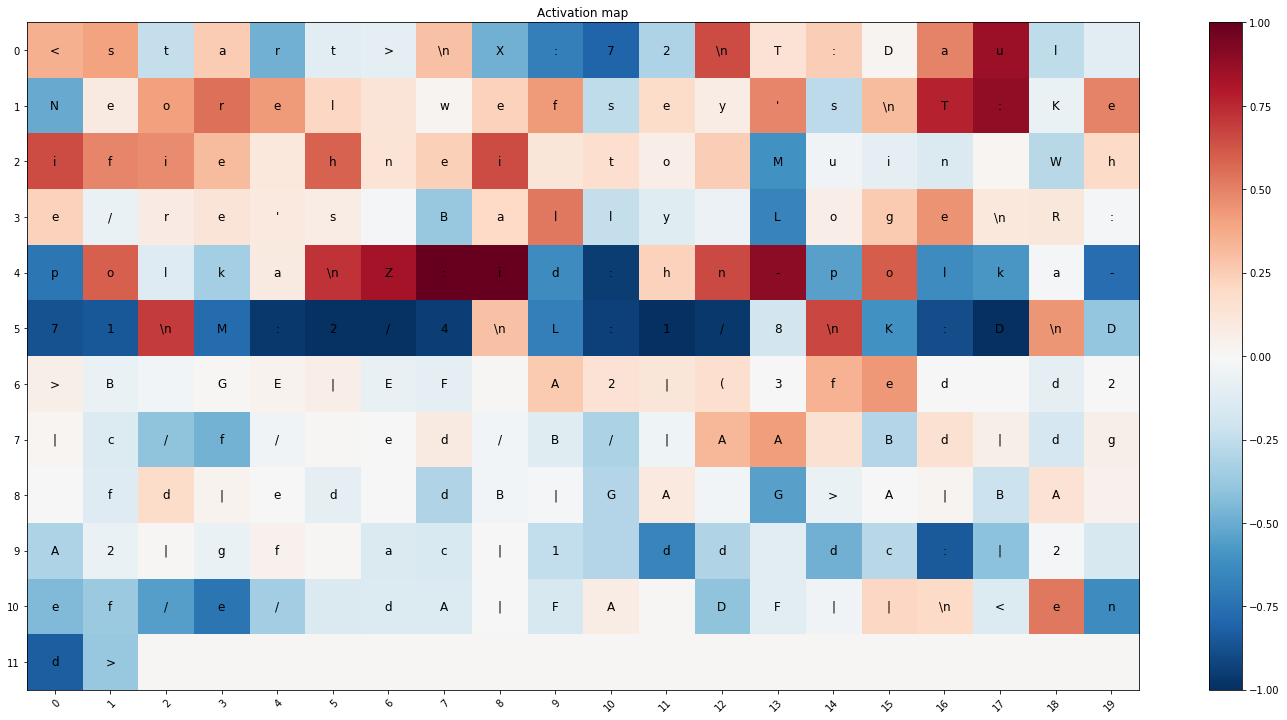 Activation map
0 < s t a r t > \n X : 7 2 \n T : D a u l 1.00
1 N e o r e l w e f s e y ' s \n T : K e 0.75
2 i f i e h n e i t o M u i n W h 0.50
3 e / r e ' s B a l l y L o g e \n R : 0.25
4 p o l k a \n Z : i d : h n - p o l k a - 0.00
5 7 1 \n M : 2 / 4 \n L : 1 / 8 \n K : D \n D −0.25
6 > B G E | E F A 2 | ( 3 f e d d 2
7 | c / f / e d / B / | A A B d | d g
8 f d | e d d B | G A G > A | B A −0.50
9 A 2 | g f a c | 1 d d d c : | 2
10 e f / e / d A | F A D F | | \n < e n −0.75
11 d > −1.00
0 1 2 3 4 5 6 7 8 9 10 11 12 13 14 15 16 17 18 19